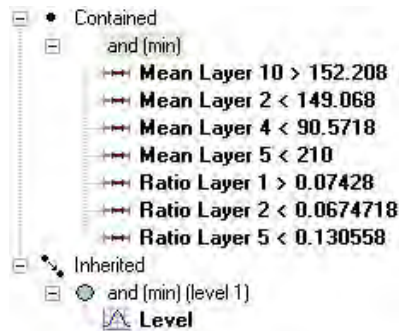 Contained
and (min)
Mean Layer 10 > 152.208
Mean Layer 2 < 149.068
Mean Layer 4 < 90.5718
Mean Layer 5 < 210
Ratio Layer 1 > 0.07428
Ratio Layer 2 < 0.0674718
Ratio Layer 5 < 0.130558
Inherited
and (min) (level 1)
Level